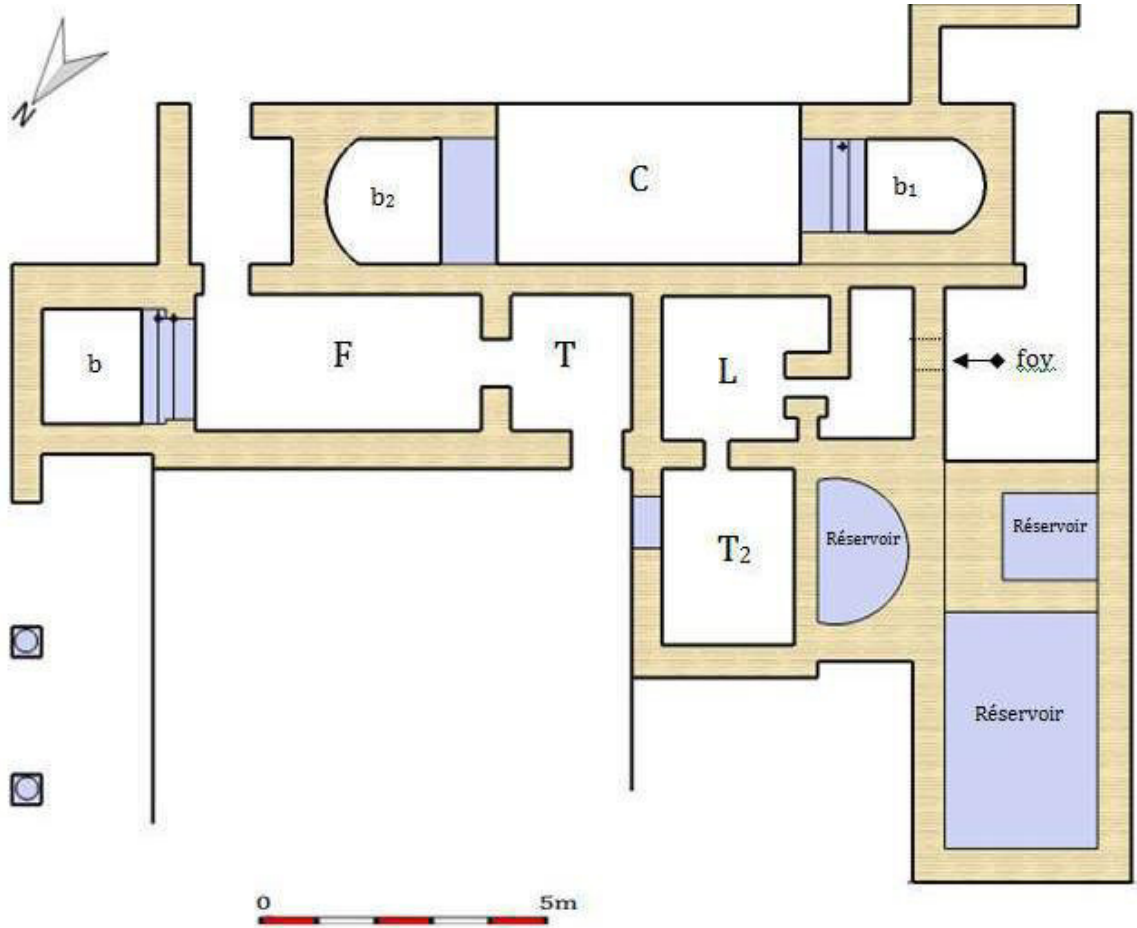 N
C
b₂
b₁
b
F
T
L
foy
T₂
Réservoir
Réservoir
Réservoir
0 5m